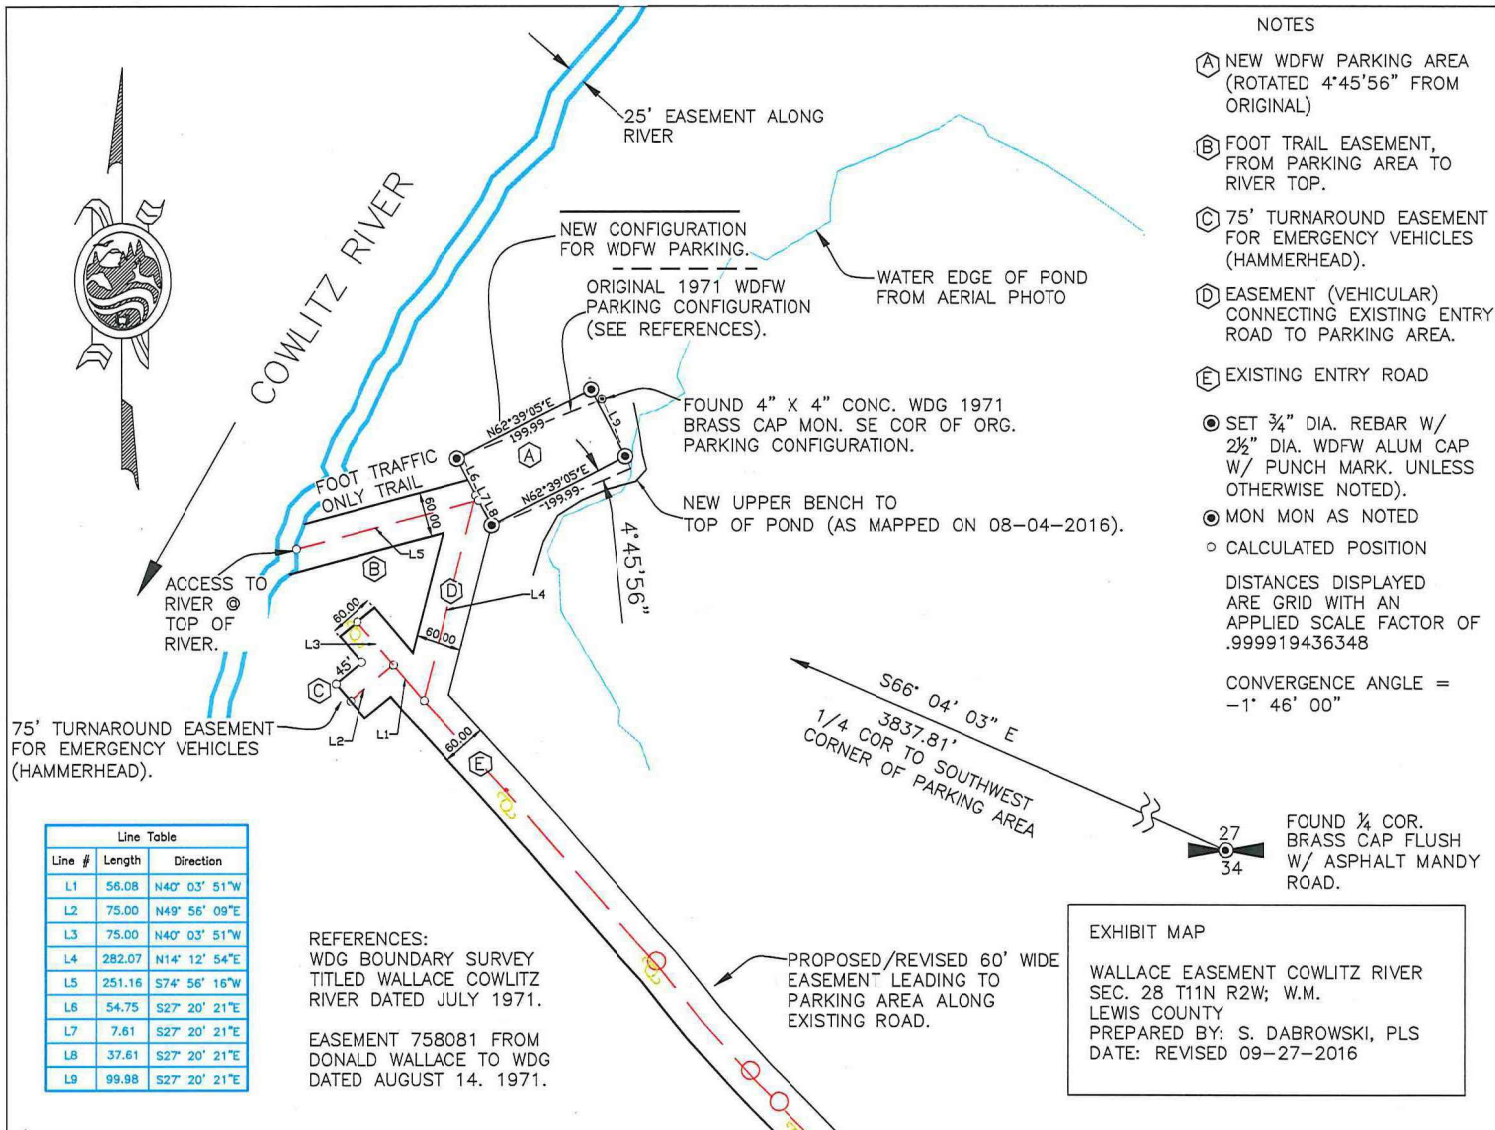 NOTES
A NEW WDFW PARKING AREA
(ROTATED 4°45'56" FROM
ORIGINAL)
B FOOT TRAIL EASEMENT,
FROM PARKING AREA TO
RIVER TOP.
C 75' TURNAROUND EASEMENT
FOR EMERGENCY VEHICLES
(HAMMERHEAD).
D EASEMENT (VEHICULAR)
CONNECTING EXISTING ENTRY
ROAD TO PARKING AREA.
E EXISTING ENTRY ROAD
SET ¾" DIA. REBAR W/
2½" DIA. WDFW ALUM CAP
W/ PUNCH MARK. UNLESS
OTHERWISE NOTED).
MON MON AS NOTED
CALCULATED POSITION
DISTANCES DISPLAYED
ARE GRID WITH AN
APPLIED SCALE FACTOR OF
.999919436348
CONVERGENCE ANGLE =
-1° 46' 00"
25' EASEMENT ALONG
RIVER
COWLITZ RIVER
NEW CONFIGURATION
FOR WDFW PARKING.
ORIGINAL 1971 WDFW
PARKING CONFIGURATION
(SEE REFERENCES).
WATER EDGE OF POND
FROM AERIAL PHOTO
N62°39'05"E
199.99
A
L9
L6
L7
L8
N62°39'05"E
199.99
FOUND 4" X 4" CONC. WDG 1971
BRASS CAP MON. SE COR OF ORG.
PARKING CONFIGURATION.
NEW UPPER BENCH TO
TOP OF POND (AS MAPPED ON 08-04-2016).
4°45'56"
FOOT TRAFFIC
ONLY TRAIL
60.00
L5
B
D
L4
ACCESS TO
RIVER @
TOP OF
RIVER.
60.00
60.00
L3
45'
C
L2
L1
75' TURNAROUND EASEMENT
FOR EMERGENCY VEHICLES
(HAMMERHEAD).
60.00
E
S66° 04' 03" E
3837.81'
1/4 COR TO SOUTHWEST
CORNER OF PARKING AREA
27
34
FOUND ¼ COR.
BRASS CAP FLUSH
W/ ASPHALT MANDY
ROAD.
Line Table
Line # Length Direction
L1 56.08 N40° 03' 51"W
L2 75.00 N49° 56' 09"E
L3 75.00 N40° 03' 51"W
L4 282.07 N14° 12' 54"E
L5 251.16 S74° 56' 16"W
L6 54.75 S27° 20' 21"E
L7 7.61 S27° 20' 21"E
L8 37.61 S27° 20' 21"E
L9 99.98 S27° 20' 21"E
REFERENCES:
WDG BOUNDARY SURVEY
TITLED WALLACE COWLITZ
RIVER DATED JULY 1971.
EASEMENT 758081 FROM
DONALD WALLACE TO WDG
DATED AUGUST 14. 1971.
PROPOSED/REVISED 60' WIDE
EASEMENT LEADING TO
PARKING AREA ALONG
EXISTING ROAD.
EXHIBIT MAP
WALLACE EASEMENT COWLITZ RIVER
SEC. 28 T11N R2W; W.M.
LEWIS COUNTY
PREPARED BY: S. DABROWSKI, PLS
DATE: REVISED 09-27-2016